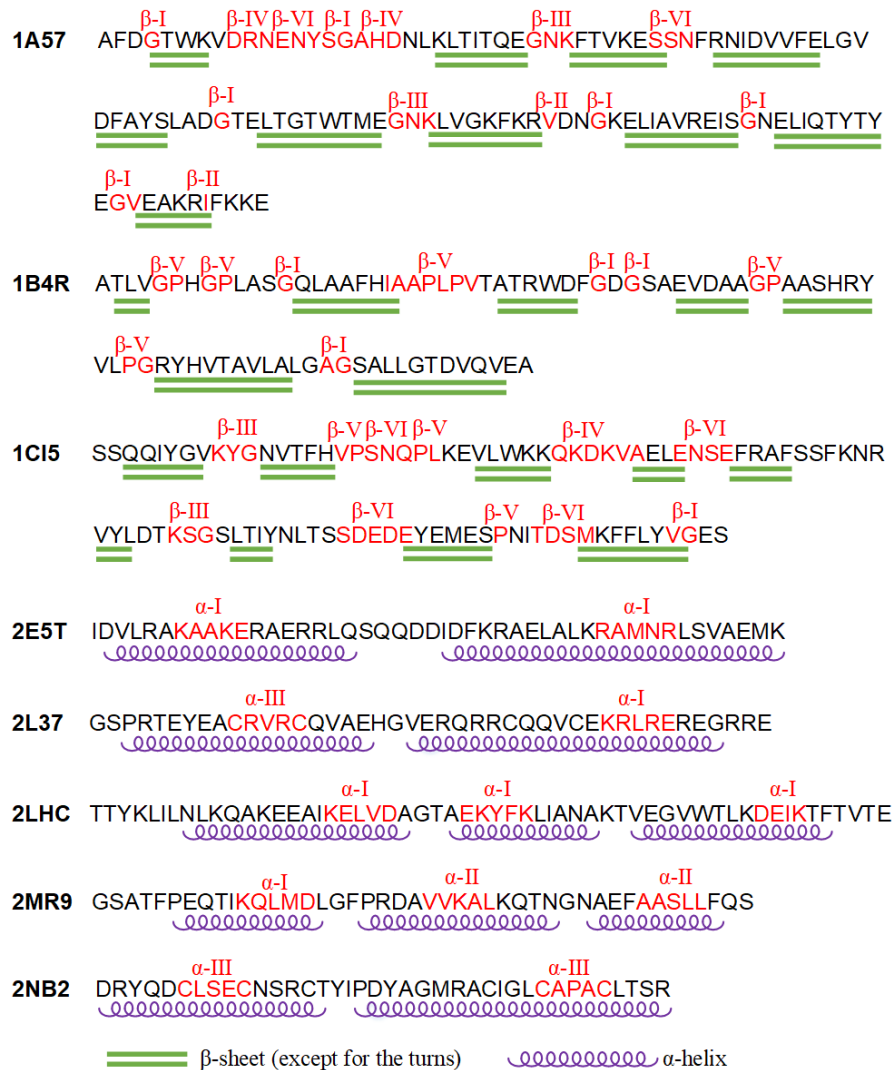 β-I β-IV β-VI β-I β-IV β-III β-VI
1A57 AFDGTWKVDRNENYSGAHDNLKLTITQEGNKFTVKESSNFRNIDVVFELGV
β-I β-III β-II β-I β-I
DFAYSLADGTELTGTWTMEGNKLVGKFKRVDNGKELIAVREISGNELIQTYTY
β-I β-II
EGVEAKRIFKKE
β-V β-V β-I β-V β-I β-I β-V
1B4R ATLVGPHGPLASGQLAAFHIAAPLPVTATRWDFGDGSAEVDAAGPAASHRY
β-V β-I
VLPGRYHVTAVLALGAGSALLGTDVQVEA
β-III β-V β-VI β-V β-IV β-VI
1CI5 SSQQIYGVKYGNVTFHVPSNQPLKEVLWKKQKDKVAELENSEFRAFSSFKNR
β-III β-VI β-V β-VI β-I
VYLDTKSGSLTIYNLTSSDEDEYEMESPNITDSMKFFLYVGES
α-I α-I
2E5T IDVLRAKAAKERAERRLQSQQDDIDFKRAELALKRAMNRLSVAEMK
α-III α-I
2L37 GSPRTEYEACRVRCQVAEHGVERQRRCQQVCEKRLREREGRRE
α-I α-I α-I
2LHC TTYKLILNLKQAKEEAIKELVDAGTAEKYFKLIANAKTVEGVWTLKDEIKTFTVTE
α-I α-II α-II
2MR9 GSATFPEQTIKQLMDLGFPRDAVVKALKQTNGNAEFAASLLFQS
α-III α-III
2NB2 DRYQDCLSECNSRCTYIPDYAGMRACIGLCAPACLTSR
β-sheet (except for the turns) α-helix